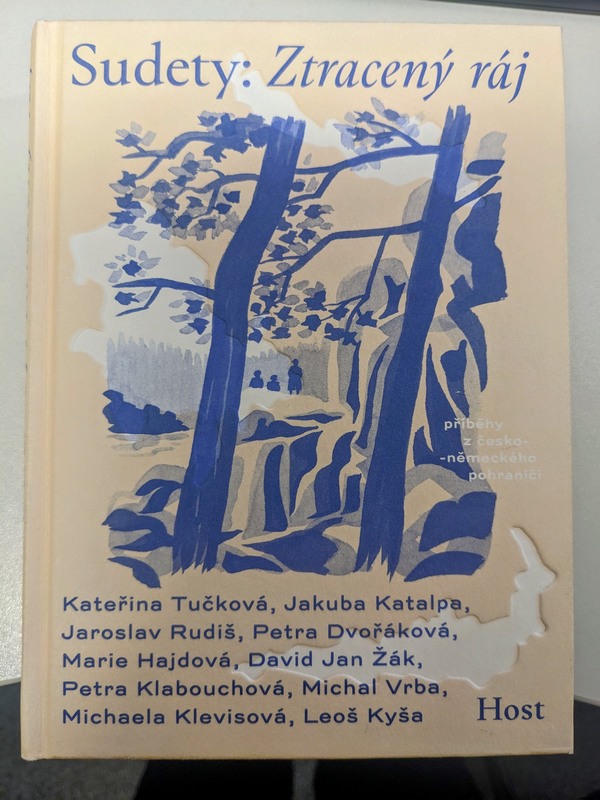 Sudety: Ztracený ráj
příběhy
z česko-
-německého
pohraničí
Kateřina Tučková, Jakuba Katalpa,
Jaroslav Rudiš, Petra Dvořáková,
Marie Hajdová, David Jan Žák,
Petra Klabouchová, Michal Vrba,
Michaela Klevisová, Leoš Kyša
Host